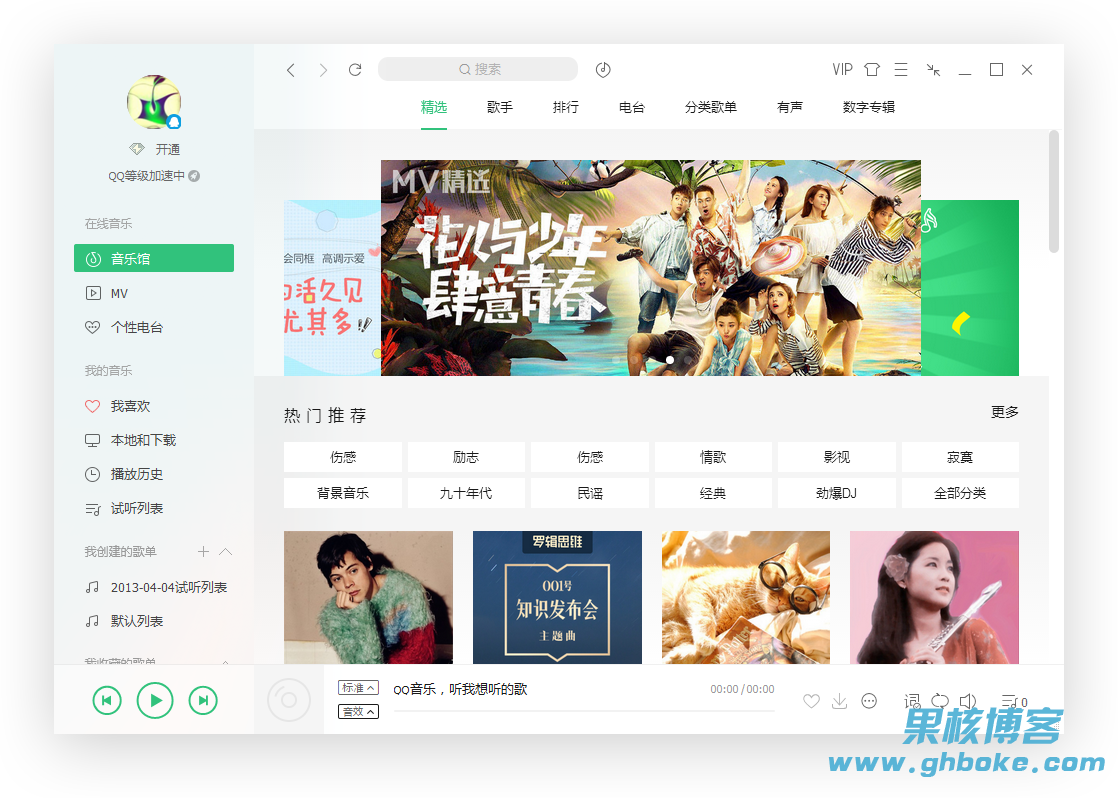 搜索
VIP
精选 歌手 排行 电台 分类歌单 有声 数字专辑
开通
QQ等级加速中
在线音乐
音乐馆
MV
个性电台
我的音乐
我喜欢
本地和下载
播放历史
试听列表
我创建的歌单
2013-04-04试听列表
默认列表
我收藏的歌单
会同框 高调示爱
活久见
尤其多
MV精选
花儿与少年
肆意青春
热门推荐
更多
伤感 励志 伤感 情歌 影视 寂寞
背景音乐 九十年代 民谣 经典 劲爆DJ 全部分类
罗辑思维
001号
知识发布会
主题曲
标准
音效
QQ音乐，听我想听的歌
00:00/00:00
词
0
果核博客
www.ghboke.com